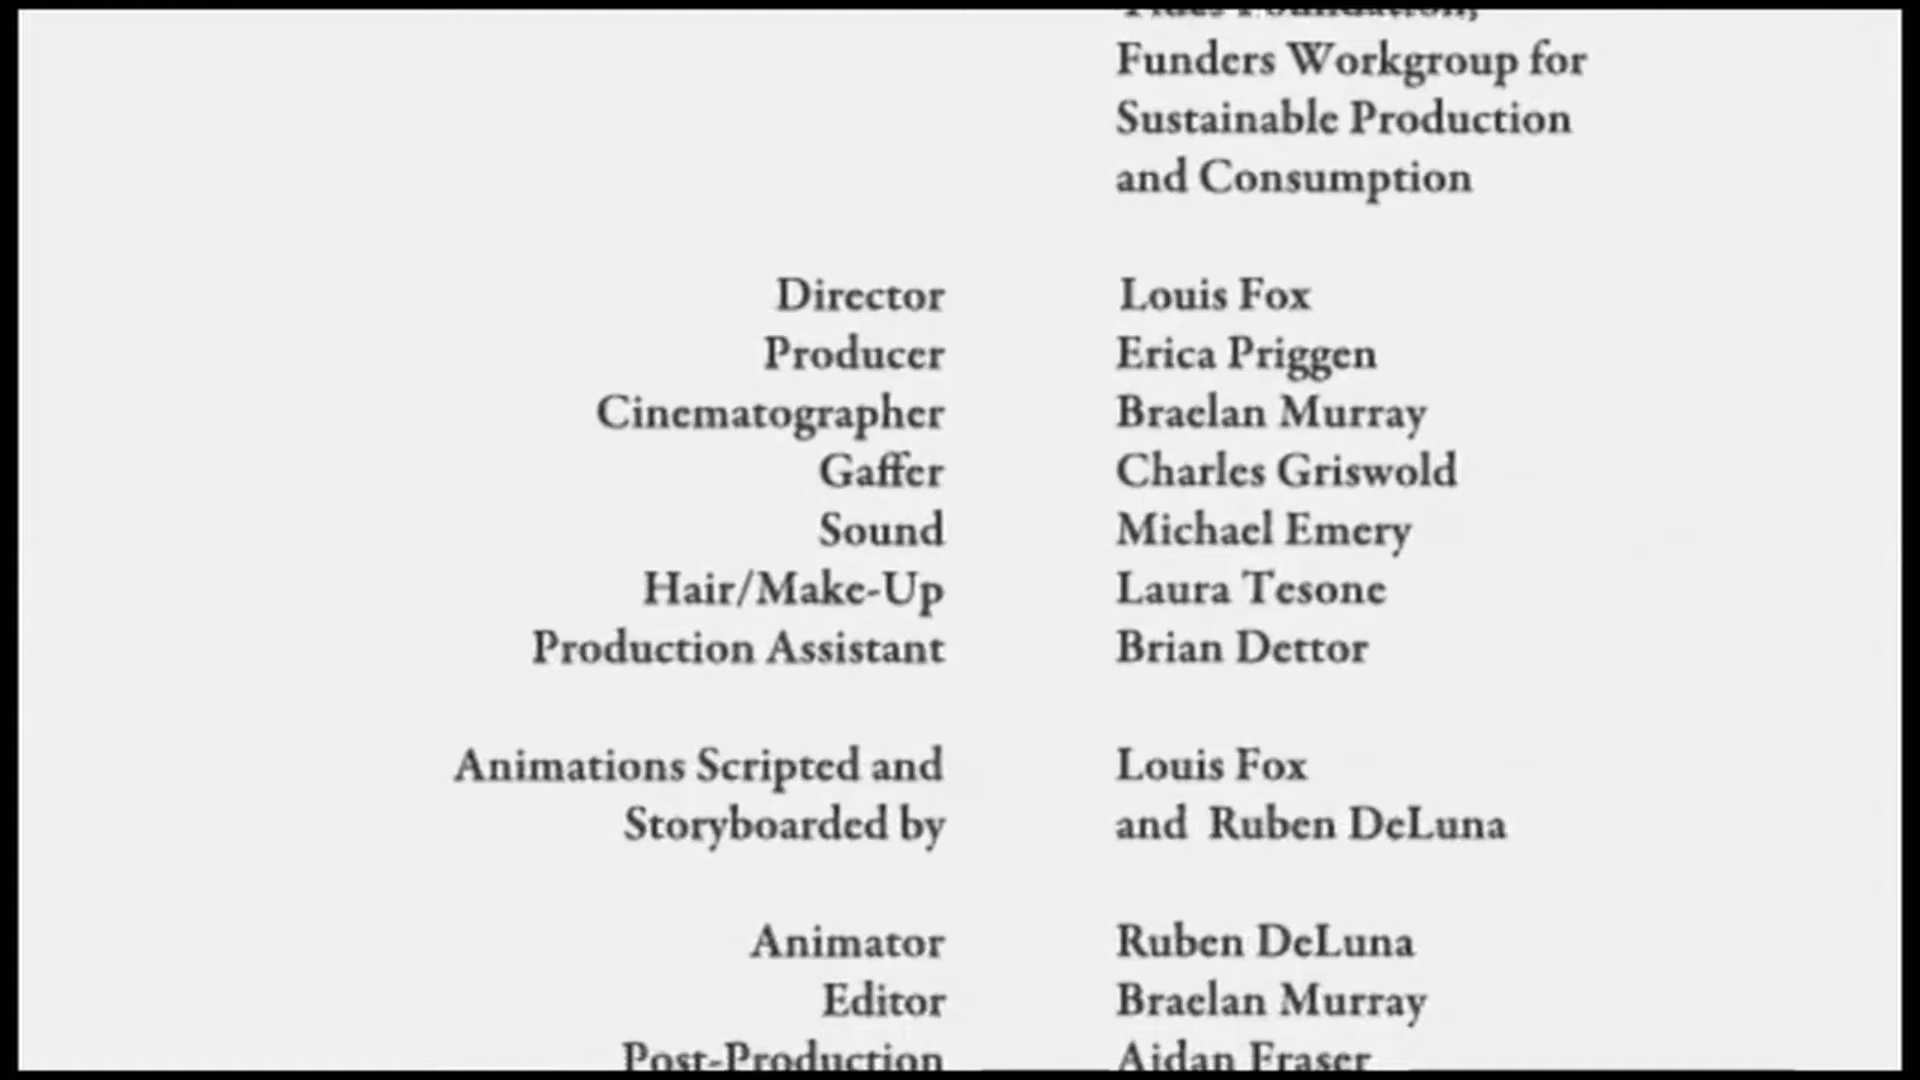 Tides Foundation,
Funders Workgroup for
Sustainable Production
and Consumption
Director Louis Fox
Producer Erica Priggen
Cinematographer Braelan Murray
Gaffer Charles Griswold
Sound Michael Emery
Hair/Make-Up Laura Tesone
Production Assistant Brian Dettor
Animations Scripted and Louis Fox
Storyboarded by and Ruben DeLuna
Animator Ruben DeLuna
Editor Braelan Murray
Post-Production Aidan Fraser